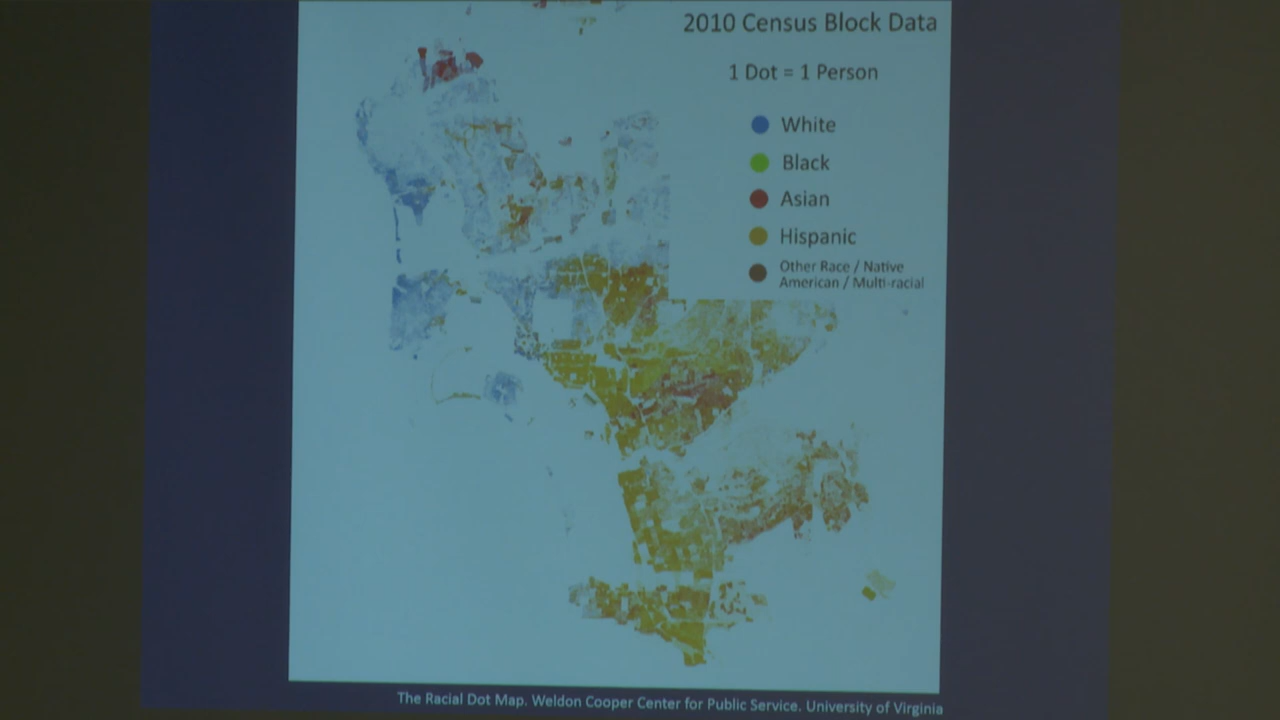 2010 Census Block Data
1 Dot = 1 Person
White
Black
Asian
Hispanic
Other Race / Native
American / Multi-racial
The Racial Dot Map. Weldon Cooper Center for Public Service. University of Virginia